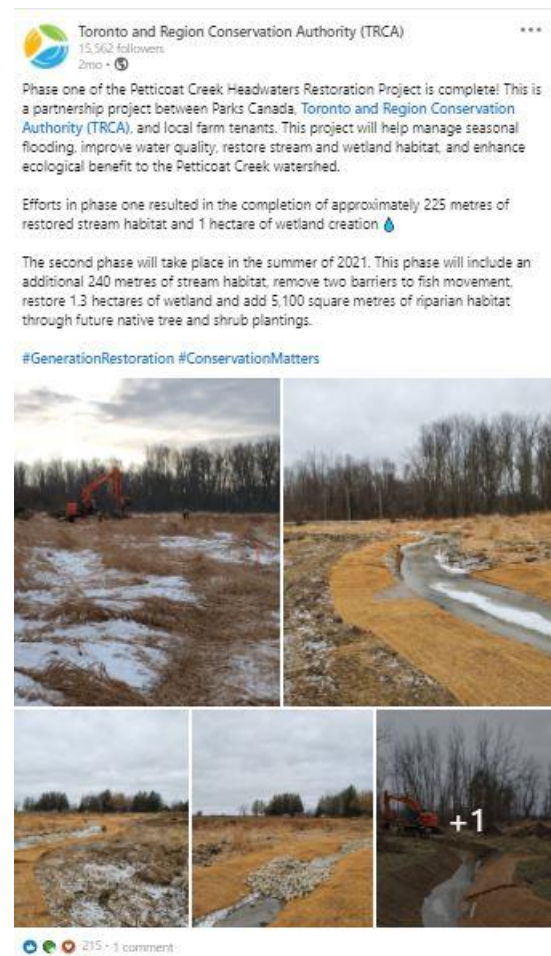 Toronto and Region Conservation Authority (TRCA)
15,562 followers
2mo •
Phase one of the Petticoat Creek Headwaters Restoration Project is complete! This is
a partnership project between Parks Canada, Toronto and Region Conservation
Authority (TRCA), and local farm tenants. This project will help manage seasonal
flooding, improve water quality, restore stream and wetland habitat, and enhance
ecological benefit to the Petticoat Creek watershed.
Efforts in phase one resulted in the completion of approximately 225 metres of
restored stream habitat and 1 hectare of wetland creation
The second phase will take place in the summer of 2021. This phase will include an
additional 240 metres of stream habitat, remove two barriers to fish movement,
restore 1.3 hectares of wetland and add 5,100 square metres of riparian habitat
through future native tree and shrub plantings.
#GenerationRestoration #ConservationMatters
+1
215 · 1 comment